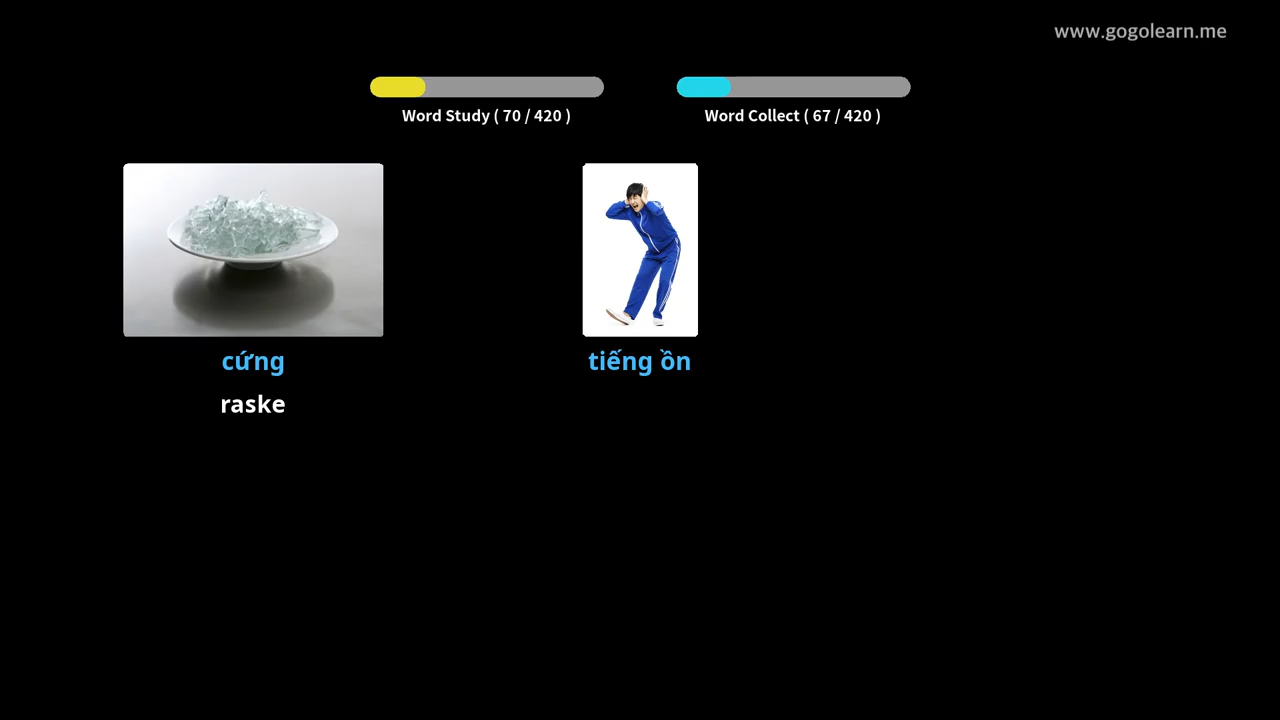 www.gogolearn.me
Word Study ( 70 / 420 )
Word Collect ( 67 / 420 )
cứng
tiếng ồn
raske